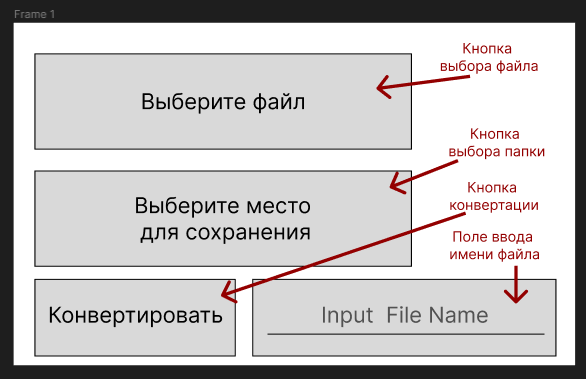 Frame 1
Кнопка
выбора файла
Выберите файл
Кнопка
выбора папки
Выберите место
для сохранения
Кнопка
конвертации
Поле ввода
имени файла
Конвертировать
Input File Name